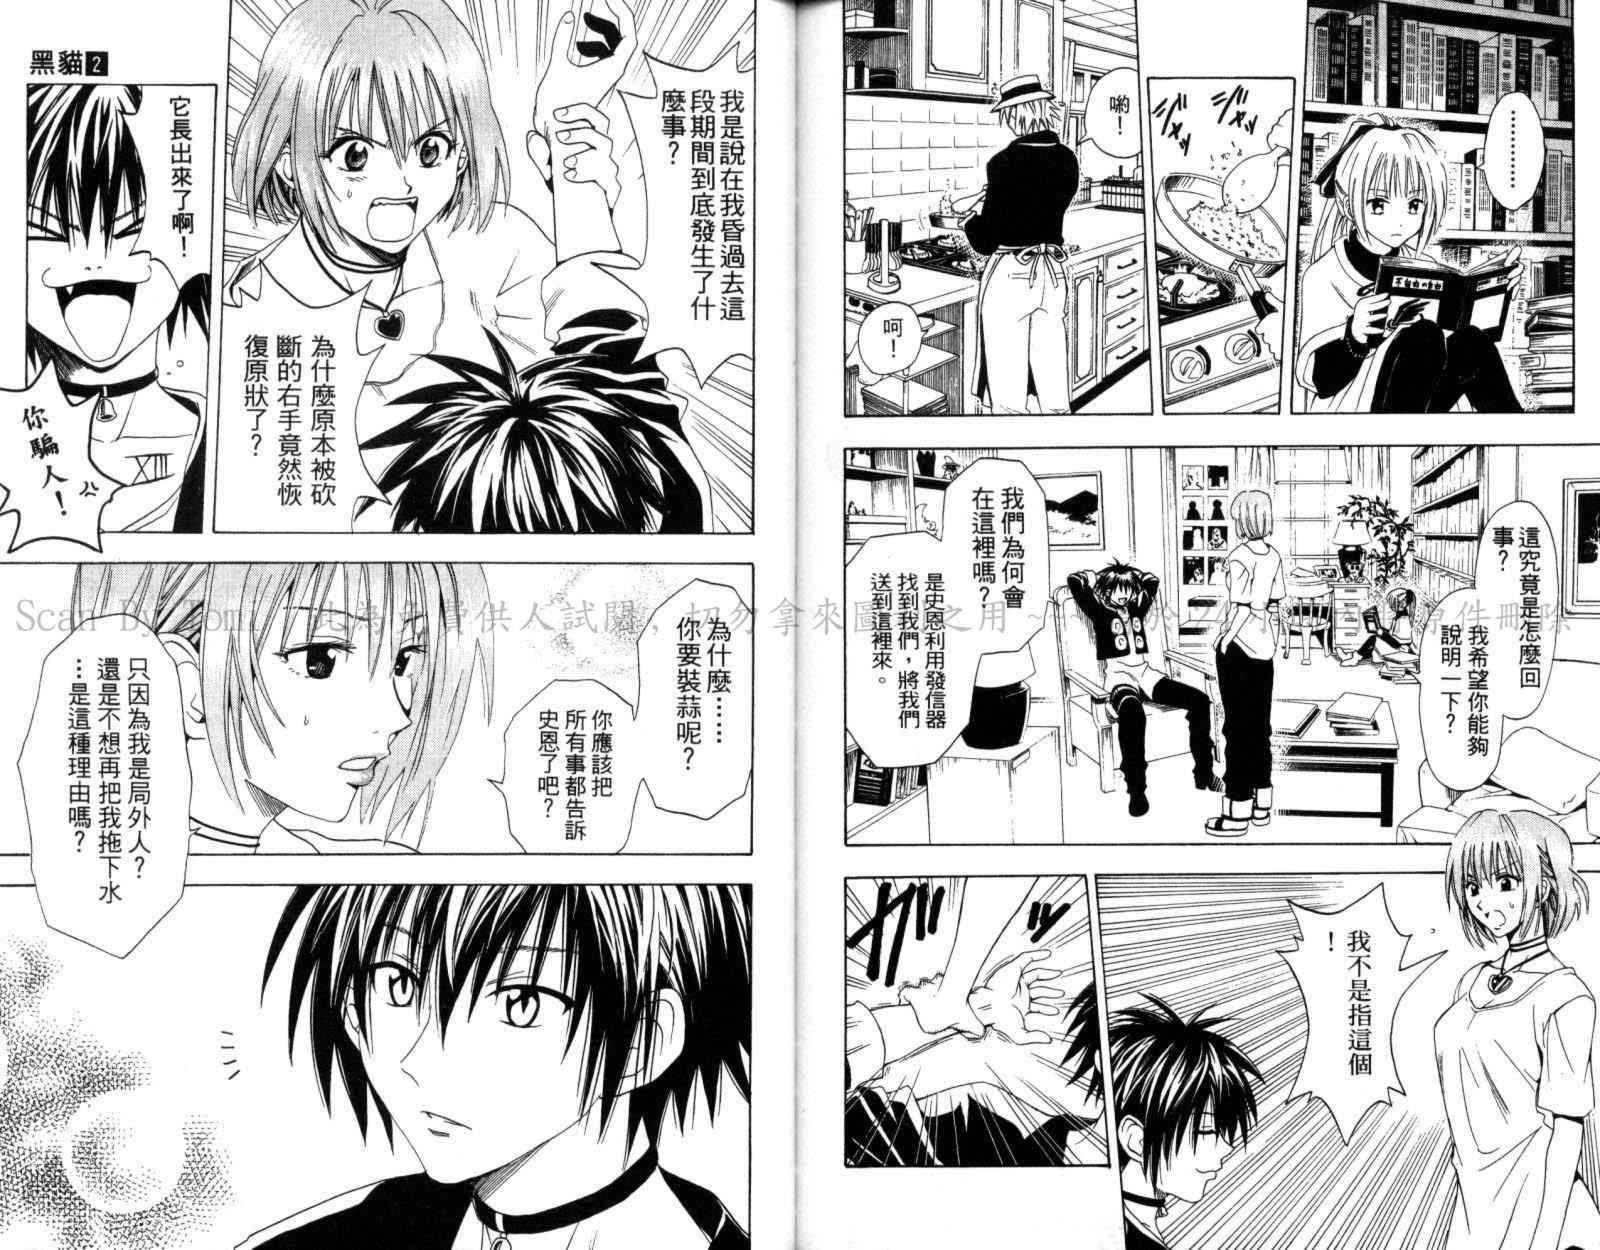 黑貓2
…………
喲！
呵！
這究竟是怎麼回
事？
我希望你能夠
說明一下？
我們為何會
在這裡嗎？
是史恩利用發信器
找到我們，將我們
送到這裡來。
我不是指這個
！
我是說在我昏過去這
段期間到底發生了什
麼事？
為什麼原本被砍
斷的右手竟然恢
復原狀了？
它長出來了啊！
你騙人！
XIII
為什麼……
你要裝蒜呢？
你應該把
所有事都告訴
史恩了吧？
只因為我是局外人？
還是不想再把我拖下水
…是這種理由嗎？